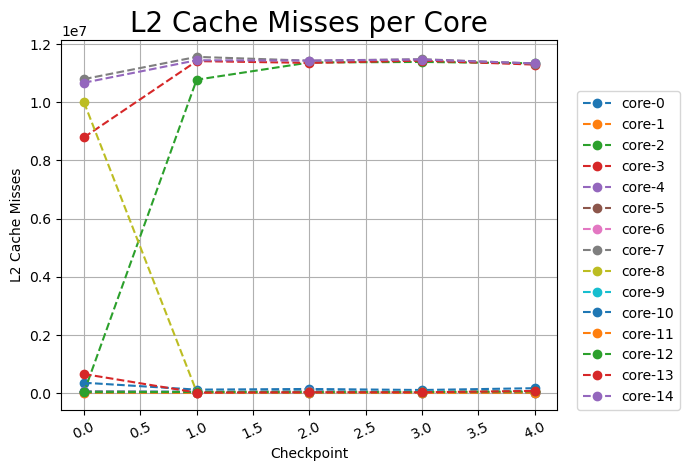 L2 Cache Misses per Core
1e7
1.2
1.0
0.8
0.6
0.4
0.2
0.0
L2 Cache Misses
0.0
0.5
1.0
1.5
2.0
2.5
3.0
3.5
4.0
Checkpoint
core-0
core-1
core-2
core-3
core-4
core-5
core-6
core-7
core-8
core-9
core-10
core-11
core-12
core-13
core-14